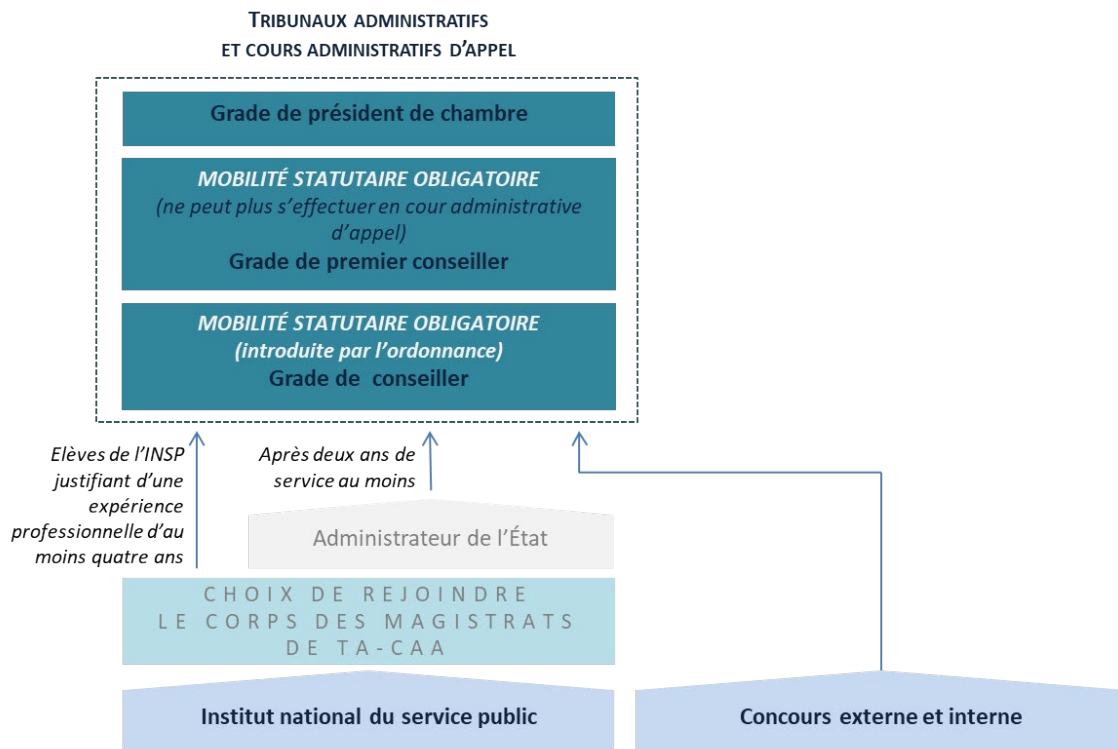 TRIBUNAUX ADMINISTRATIFS
ET COURS ADMINISTRATIFS D'APPEL
Grade de président de chambre
MOBILITÉ STATUTAIRE OBLIGATOIRE
(ne peut plus s'effectuer en cour administrative
d'appel)
Grade de premier conseiller
MOBILITÉ STATUTAIRE OBLIGATOIRE
(introduite par l'ordonnance)
Grade de conseiller
Elèves de l'INSP
justifiant d'une
expérience
professionnelle d'au
moins quatre ans
Après deux ans de
service au moins
Administrateur de l'État
CHOIX DE REJOINDRE
LE CORPS DES MAGISTRATS
DE TA-CAA
Institut national du service public
Concours externe et interne